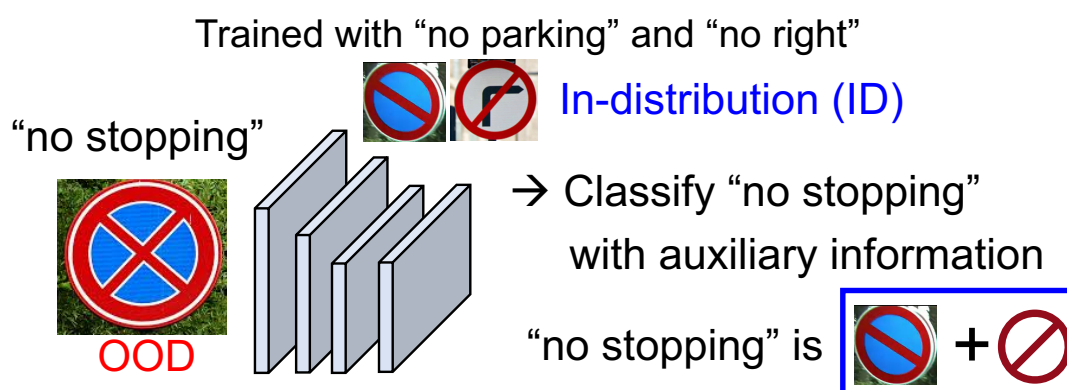 Trained with “no parking” and “no right”
In-distribution (ID)
“no stopping”
OOD
→ Classify “no stopping”
with auxiliary information
“no stopping” is
+